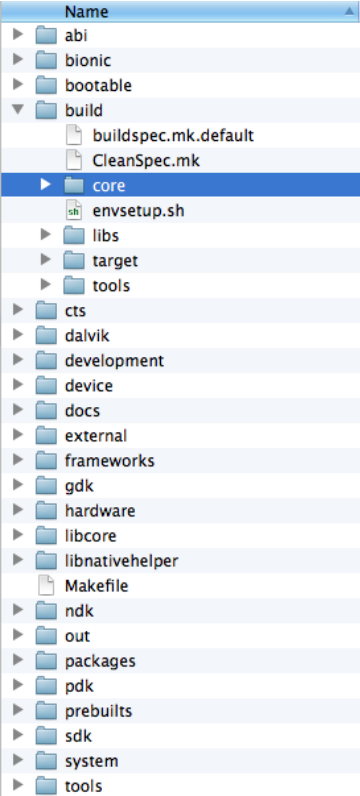 Name
abi
bionic
bootable
build
buildspec.mk.default
CleanSpec.mk
core
sh envsetup.sh
libs
target
tools
cts
dalvik
development
device
docs
external
frameworks
gdk
hardware
libcore
libnativehelper
Makefile
ndk
out
packages
pdk
prebuilts
sdk
system
tools